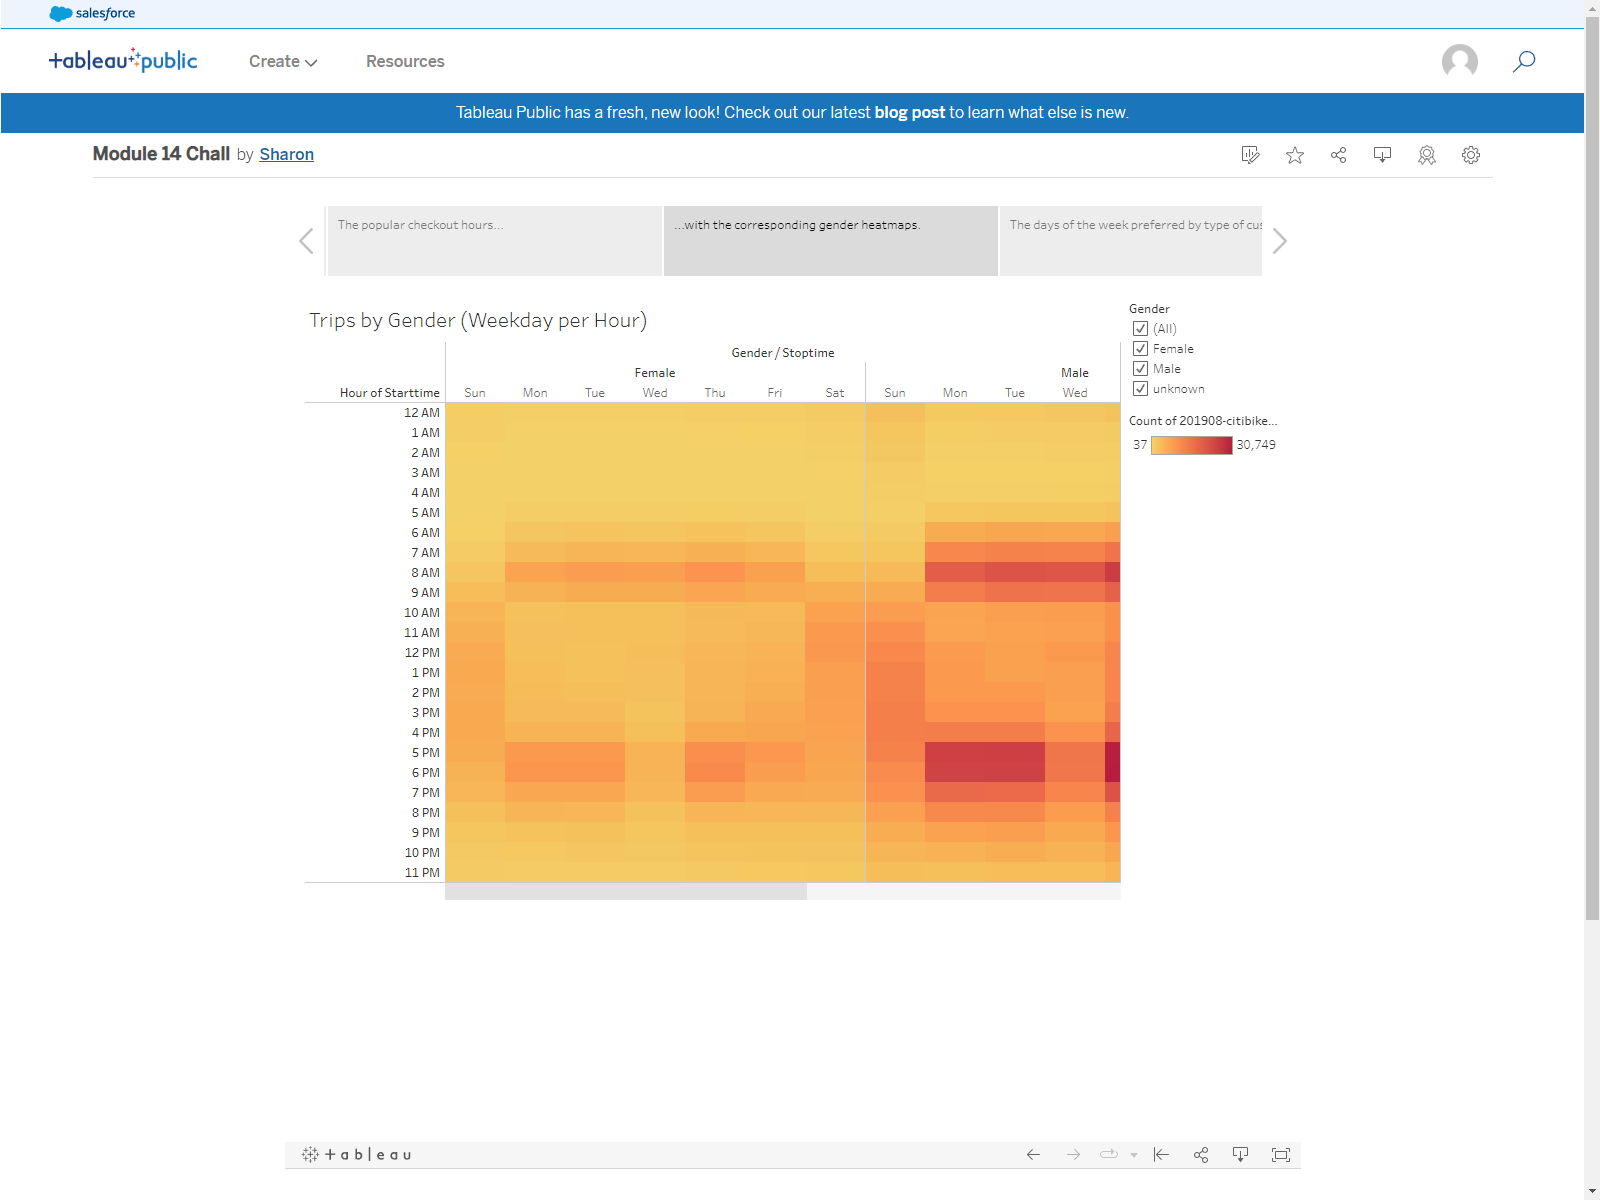 salesforce
+ableau public
Create
Resources
Tableau Public has a fresh, new look! Check out our latest blog post to learn what else is new.
Module 14 Chall by Sharon
The popular checkout hours...
...with the corresponding gender heatmaps.
The days of the week preferred by type of cus
Trips by Gender (Weekday per Hour)
Gender / Stoptime
Female Male
Hour of Starttime Sun Mon Tue Wed Thu Fri Sat Sun Mon Tue Wed
12 AM
1 AM
2 AM
3 AM
4 AM
5 AM
6 AM
7 AM
8 AM
9 AM
10 AM
11 AM
12 PM
1 PM
2 PM
3 PM
4 PM
5 PM
6 PM
7 PM
8 PM
9 PM
10 PM
11 PM
Gender
(All)
Female
Male
unknown
Count of 201908-citibike...
37 30,749
+ a b l e a u